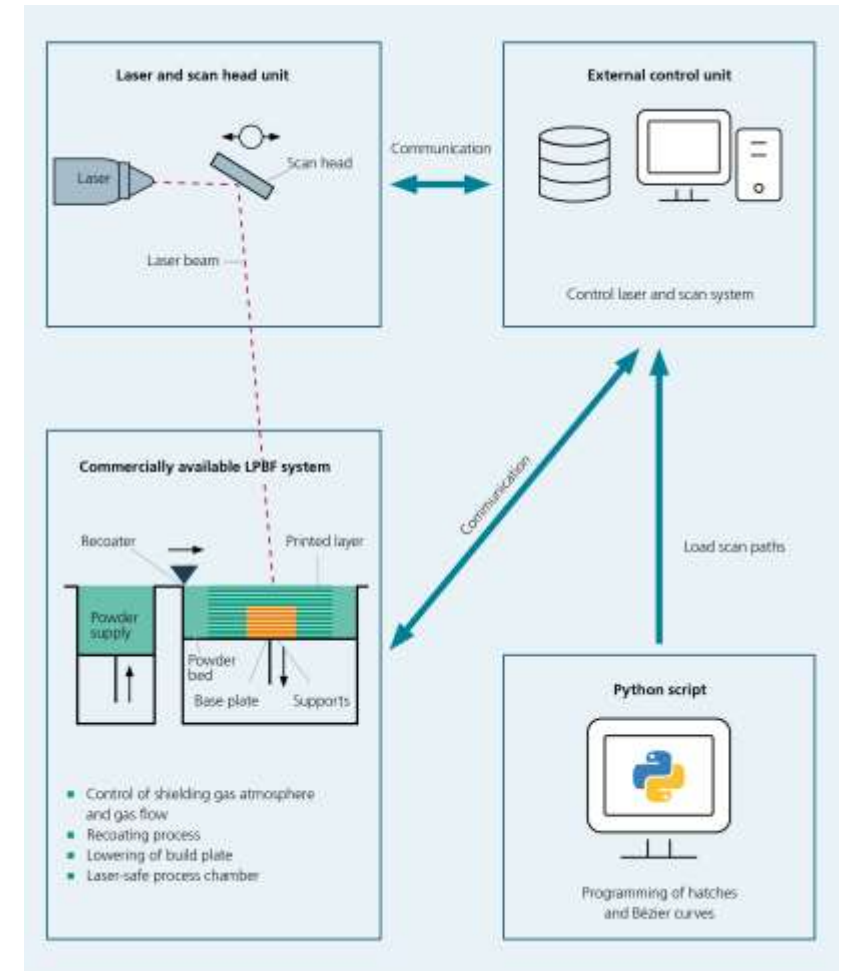 Laser and scan head unit
Scan head
Laser
Laser beam
Communication
External control unit
Control laser and scan system
Commercially available LPBF system
Recoater
Printed layer
Powder
supply
Powder
bed
Base plate
Supports
Control of shielding gas atmosphere
and gas flow
Recoating process
Lowering of build plate
Laser-safe process chamber
Communication
Load scan paths
Python script
Programming of hatches
and Bézier curves